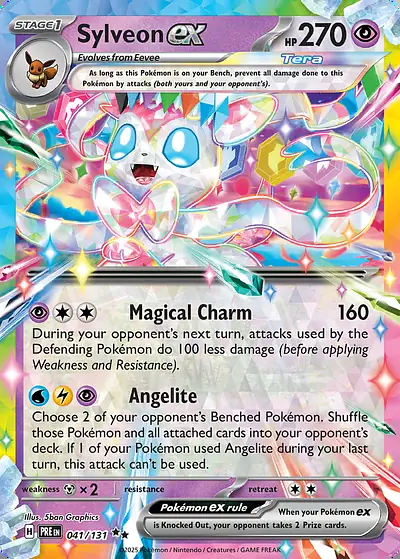 STAGE 1
Sylveon ex
HP 270
Evolves from Eevee
Tera
As long as this Pokémon is on your Bench, prevent all damage done to this
Pokémon by attacks (both yours and your opponent's).
Magical Charm 160
During your opponent's next turn, attacks used by the
Defending Pokémon do 100 less damage (before applying
Weakness and Resistance).
Angelite
Choose 2 of your opponent's Benched Pokémon. Shuffle
those Pokémon and all attached cards into your opponent's
deck. If 1 of your Pokémon used Angelite during your last
turn, this attack can't be used.
weakness ×2 resistance retreat
Illus. 5ban Graphics
Pokémon ex rule
When your Pokémon ex
is Knocked Out, your opponent takes 2 Prize cards.
H PRE EN 041/131
©2025 Pokémon / Nintendo / Creatures / GAME FREAK